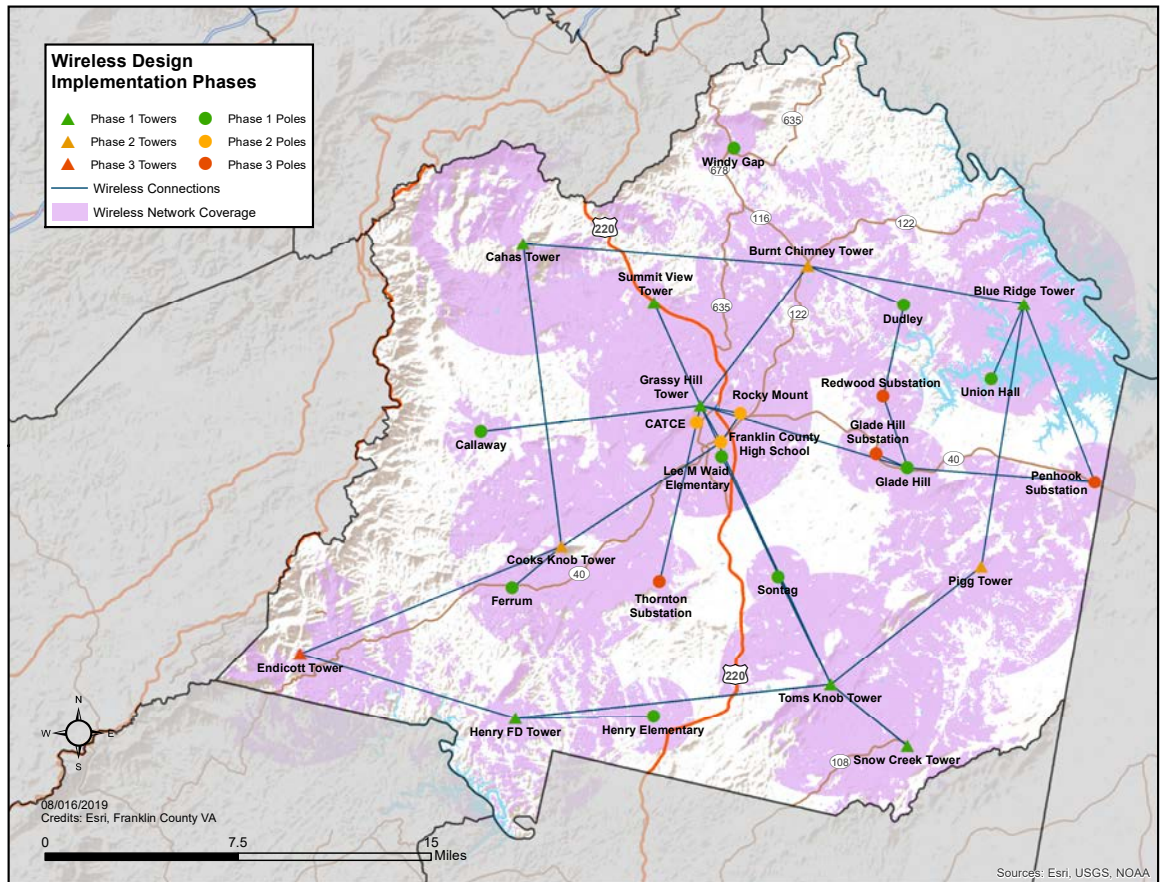 Wireless Design
Implementation Phases
Phase 1 Towers
Phase 1 Poles
Phase 2 Towers
Phase 2 Poles
Phase 3 Towers
Phase 3 Poles
Wireless Connections
Wireless Network Coverage
635
Windy Gap
678
116
122
220
Burnt Chimney Tower
Cahas Tower
Summit View
Tower
Blue Ridge Tower
635
122
Dudley
Grassy Hill
Tower
Rocky Mount
Redwood Substation
Union Hall
CATCE
Glade Hill
Substation
Callaway
Franklin County
High School
Lee M Waid
Elementary
40
Glade Hill
Penhook
Substation
Cooks Knob Tower
40
Ferrum
Thornton
Substation
Sontag
Pigg Tower
Endicott Tower
220
Toms Knob Tower
Henry FD Tower
Henry Elementary
108
Snow Creek Tower
N
W
E
S
08/016/2019
Credits: Esri, Franklin County VA
0
7.5
15
Miles
Sources: Esri, USGS, NOAA